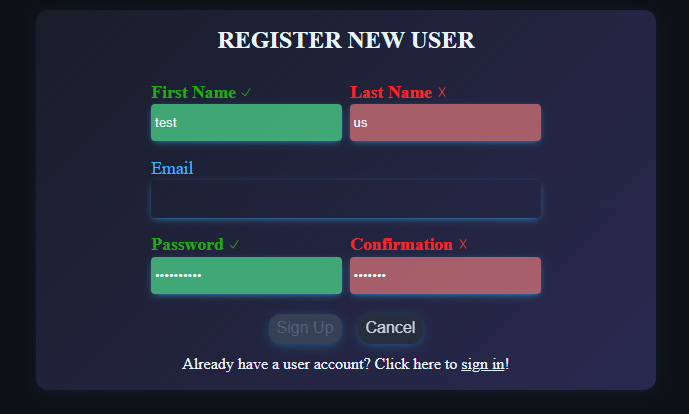 REGISTER NEW USER
First Name ✓ Last Name ☓
test us
Email
Password ✓ Confirmation ☓
•••••••••• •••••••
Sign Up Cancel
Already have a user account? Click here to sign in!